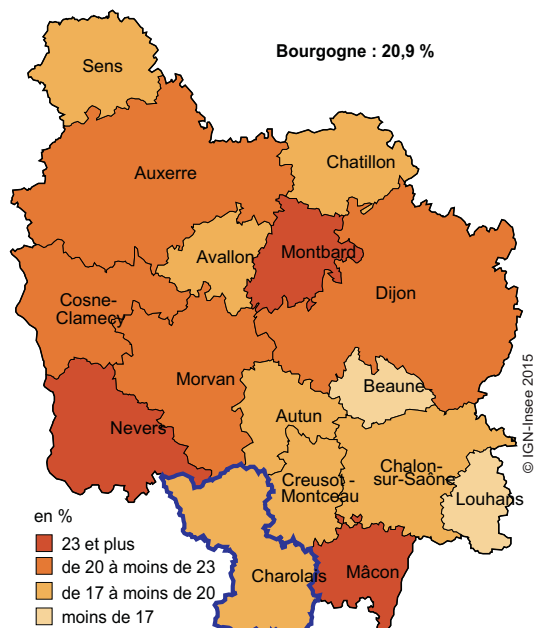 Bourgogne : 20,9 %
Sens
Chatillon
Auxerre
Avallon
Montbard
Dijon
Cosne-
Clamecy
Morvan
Beaune
Autun
Nevers
Creusot -
Montceau
Chalon-
sur-Saône
Louhans
Charolais
Mâcon
en %
23 et plus
de 20 à moins de 23
de 17 à moins de 20
moins de 17
© IGN-Insee 2015